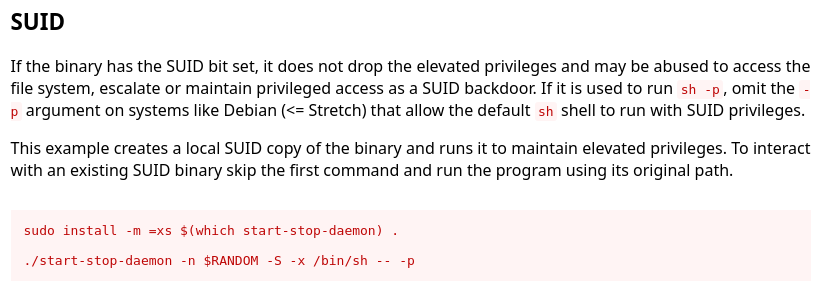 SUID
If the binary has the SUID bit set, it does not drop the elevated privileges and may be abused to access the
file system, escalate or maintain privileged access as a SUID backdoor. If it is used to run sh -p, omit the -
p argument on systems like Debian (<= Stretch) that allow the default sh shell to run with SUID privileges.
This example creates a local SUID copy of the binary and runs it to maintain elevated privileges. To interact
with an existing SUID binary skip the first command and run the program using its original path.
sudo install -m =xs $(which start-stop-daemon) .
./start-stop-daemon -n $RANDOM -S -x /bin/sh -- -p